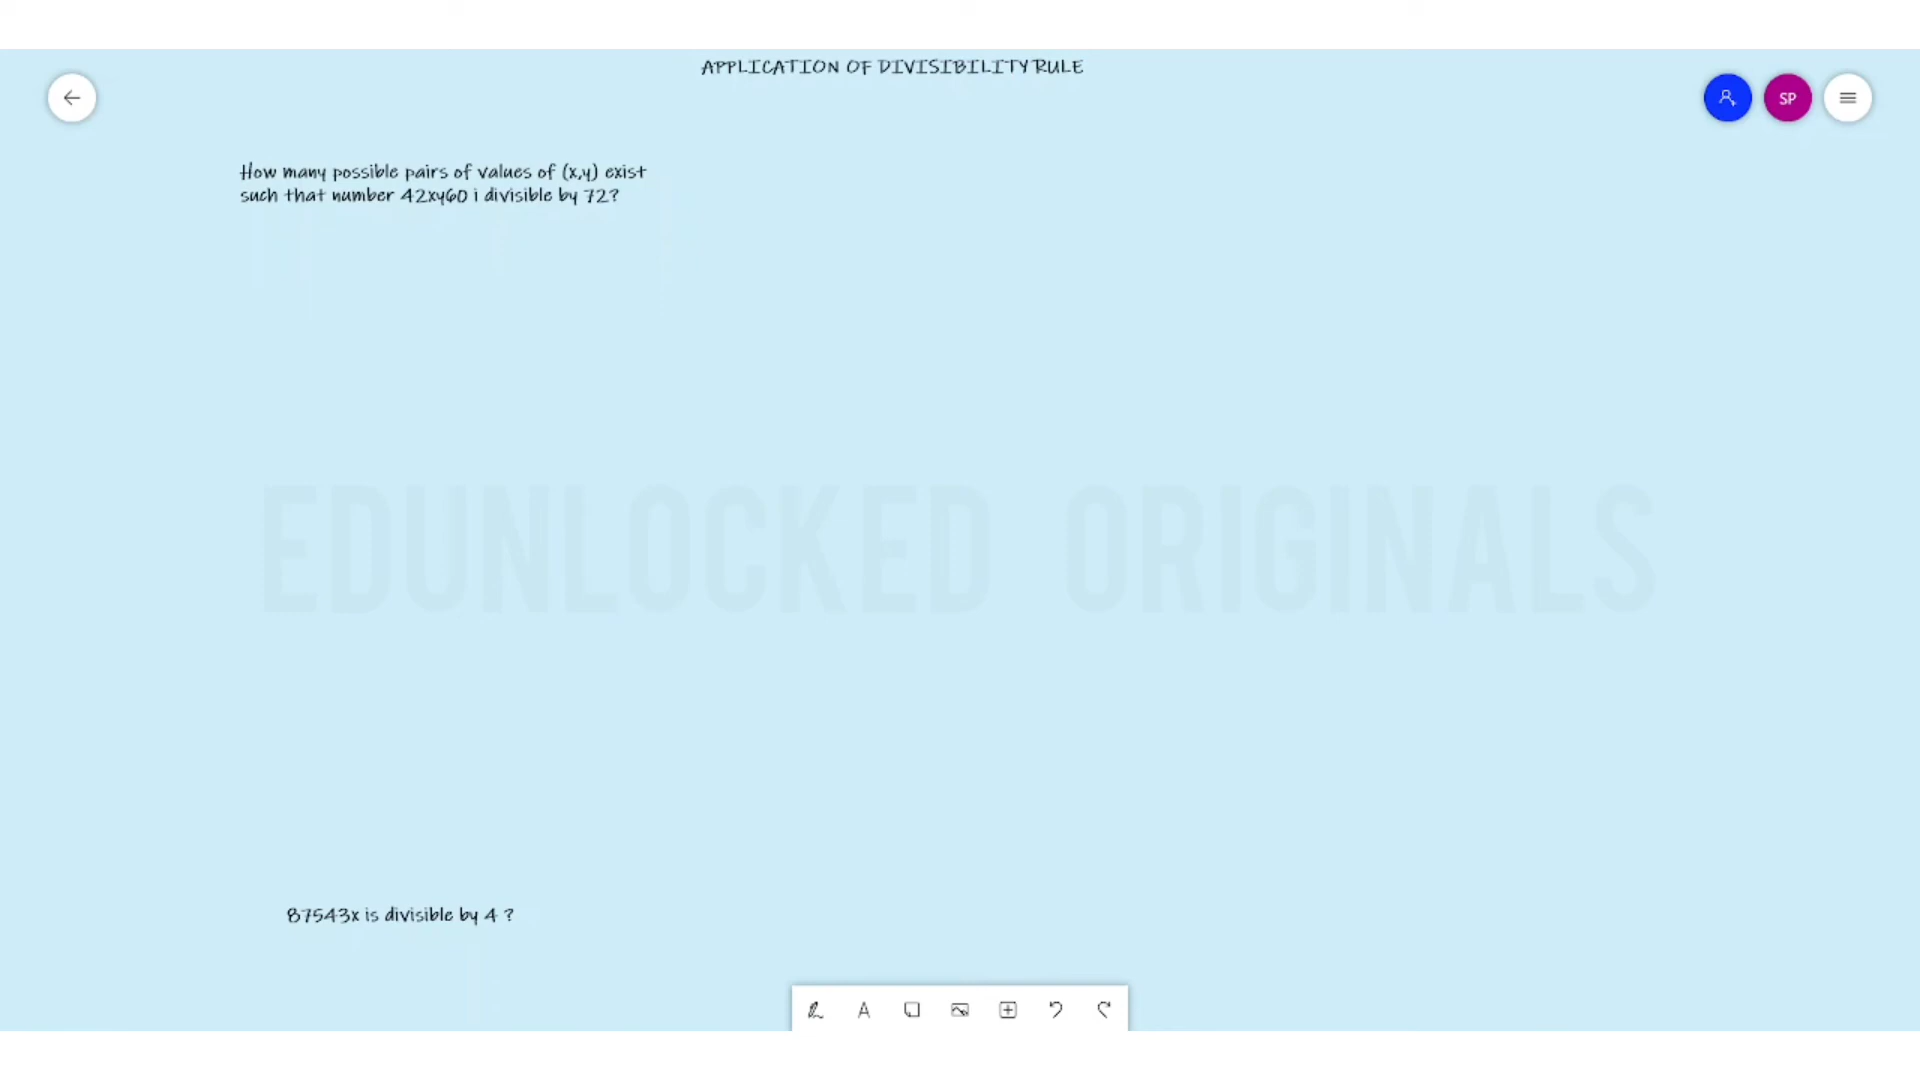 APPLICATION OF DIVISIBILITY RULE
SP
How many possible pairs of values of (x,y) exist
such that number 42xy60 i divisible by 72?
EDUNLOCKED ORIGINALS
87543x is divisible by 4 ?